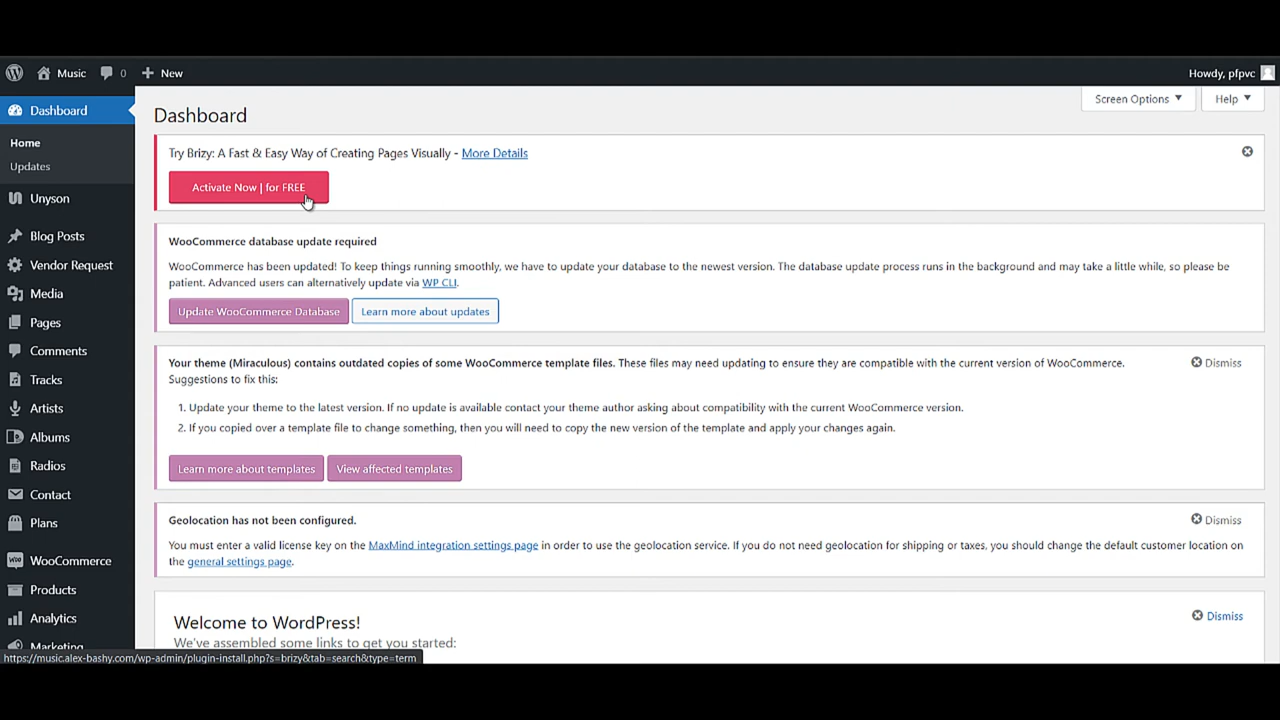 Music
0
New
Howdy, pfpvc
Dashboard
Home
Updates
Unyson
Blog Posts
Vendor Request
Media
Pages
Comments
Tracks
Artists
Albums
Radios
Contact
Plans
WooCommerce
Products
Analytics
Marketing
Screen Options
Help
Dashboard
Try Brizy: A Fast & Easy Way of Creating Pages Visually - More Details
Activate Now | for FREE
WooCommerce database update required
WooCommerce has been updated! To keep things running smoothly, we have to update your database to the newest version. The database update process runs in the background and may take a little while, so please be
patient. Advanced users can alternatively update via WP CLI.
Update WooCommerce Database
Learn more about updates
Your theme (Miraculous) contains outdated copies of some WooCommerce template files. These files may need updating to ensure they are compatible with the current version of WooCommerce.
Dismiss
Suggestions to fix this:
1. Update your theme to the latest version. If no update is available contact your theme author asking about compatibility with the current WooCommerce version.
2. If you copied over a template file to change something, then you will need to copy the new version of the template and apply your changes again.
Learn more about templates
View affected templates
Geolocation has not been configured.
Dismiss
You must enter a valid license key on the MaxMind integration settings page in order to use the geolocation service. If you do not need geolocation for shipping or taxes, you should change the default customer location on
the general settings page.
Welcome to WordPress!
Dismiss
We've assembled some links to get you started:
https://music.alex-bashy.com/wp-admin/plugin-install.php?s=brizy&tab=search&type=term